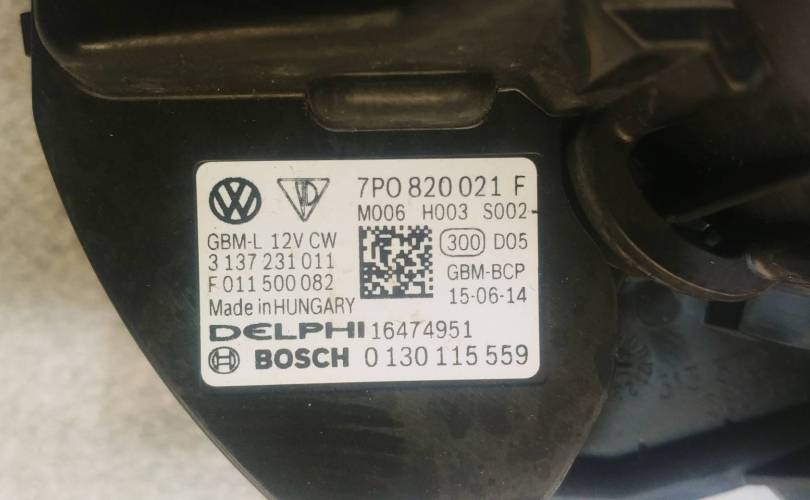 7P0 820 021 F
M006 H003 S002-
GBM-L 12V CW
3 137 231 011
F 011 500 082
Made in HUNGARY
300 D05
GBM-BCP
15-06-14
DELPHI 16474951
BOSCH 0 130 115 559